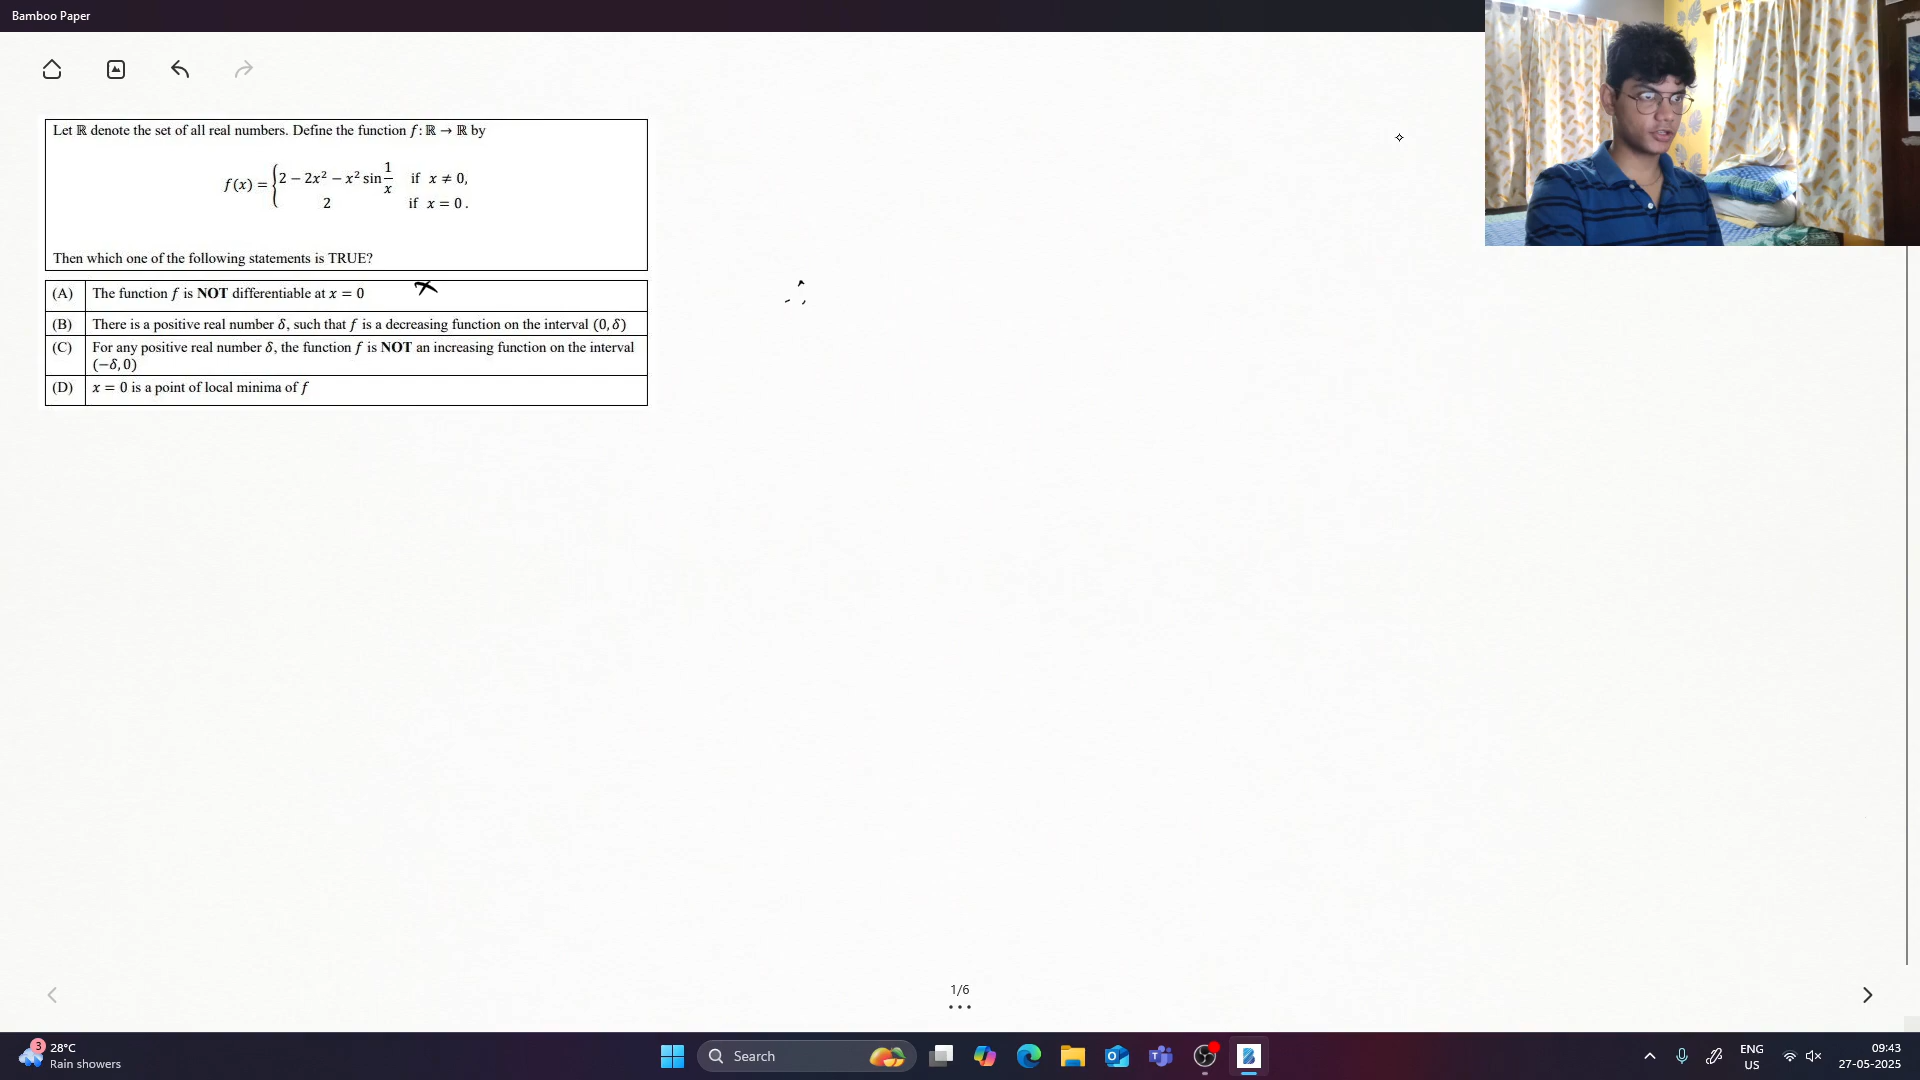 Bamboo Paper
Let ℝ denote the set of all real numbers. Define the function f: ℝ → ℝ by
f(x) = { 2 − 2x² − x² sin 1/x if x ≠ 0,
2 if x = 0 .
Then which one of the following statements is TRUE?
(A) The function f is NOT differentiable at x = 0
(B) There is a positive real number δ, such that f is a decreasing function on the interval (0, δ)
(C) For any positive real number δ, the function f is NOT an increasing function on the interval
(−δ, 0)
(D) x = 0 is a point of local minima of f
1/6
3
28°C
Rain showers
Search
ENG
US
09:43
27-05-2025